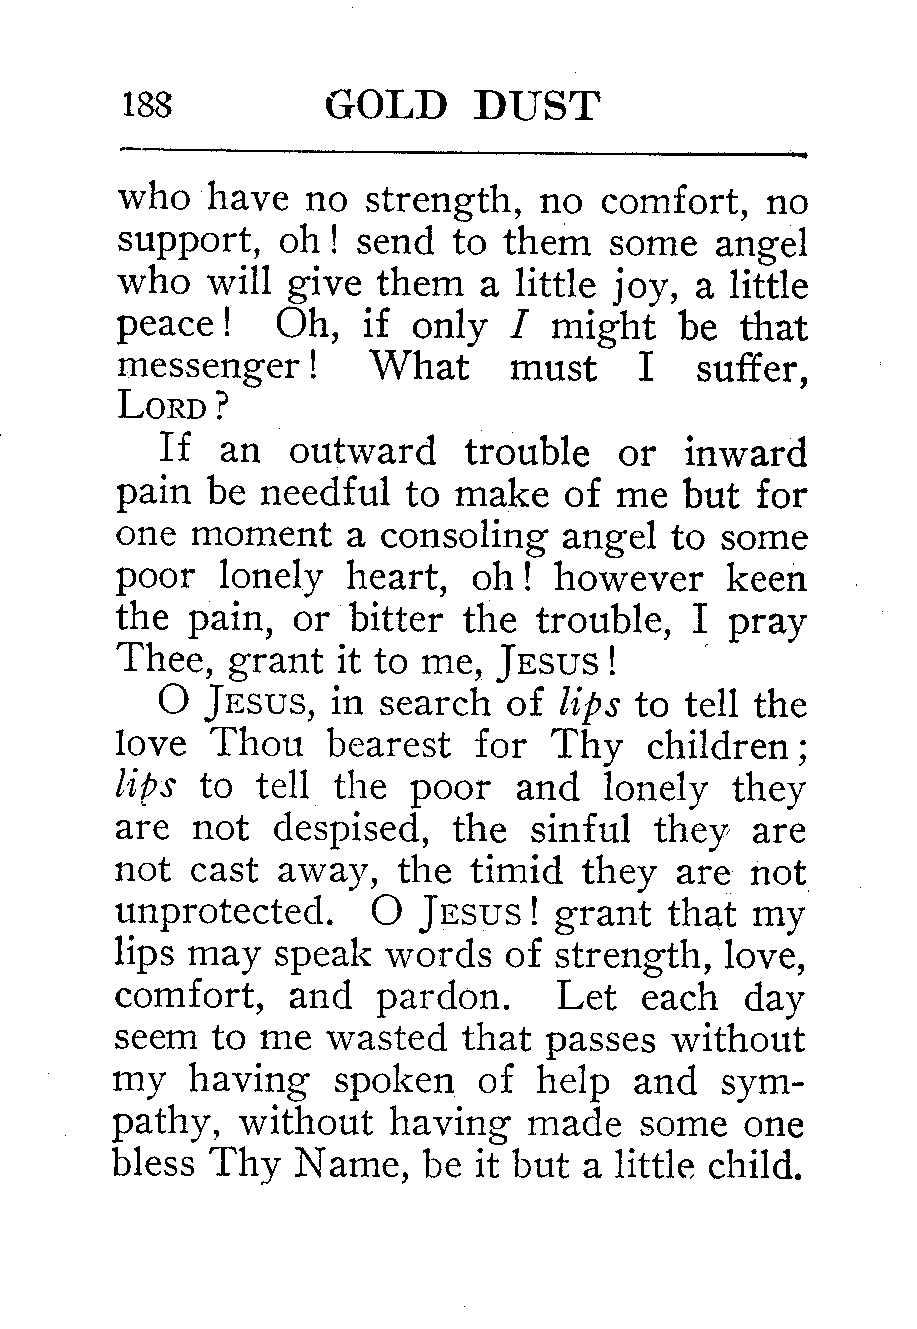 188 GOLD DUST
who have no strength, no comfort, no
support, oh! send to them some angel
who will give them a little joy, a little
peace! Oh, if only I might be that
messenger! What must I suffer,
LORD?
If an outward trouble or inward
pain be needful to make of me but for
one moment a consoling angel to some
poor lonely heart, oh! however keen
the pain, or bitter the trouble, I pray
Thee, grant it to me, JESUS!
O JESUS, in search of lips to tell the
love Thou bearest for Thy children;
lips to tell the poor and lonely they
are not despised, the sinful they are
not cast away, the timid they are not
unprotected. O JESUS! grant that my
lips may speak words of strength, love,
comfort, and pardon. Let each day
seem to me wasted that passes without
my having spoken of help and sym-
pathy, without having made some one
bless Thy Name, be it but a little child.